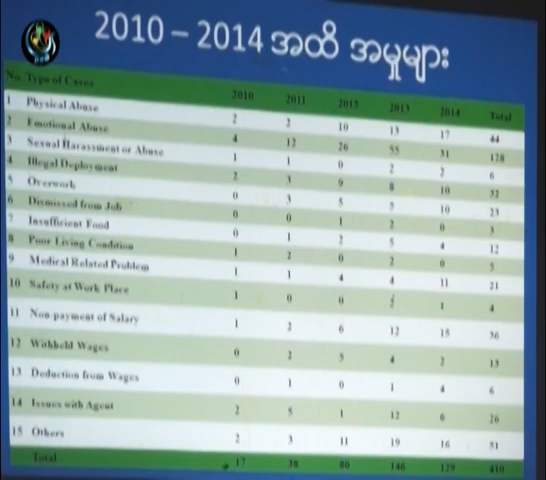 2010 – 2014 အထိ အမှုများ
No. Type of Cases 2010 2011 2012 2013 2014 Total
1 Physical Abuse 2 2 10 13 17 44
2 Emotional Abuse 4 12 26 55 31 128
3 Sexual Harassment or Abuse 1 1 0 2 2 6
4 Illegal Deployment 2 3 9 8 10 32
5 Overwork 0 3 5 5 10 23
6 Dismissed from Job 0 0 1 2 0 3
7 Insufficient Food 0 1 2 5 4 12
8 Poor Living Condition 1 2 0 2 0 5
9 Medical Related Problem 1 1 4 4 11 21
10 Safety at Work Place 1 0 0 2 1 4
11 Non payment of Salary 1 2 6 12 15 36
12 Withheld Wages 0 2 5 4 2 13
13 Deduction from Wages 0 1 0 1 4 6
14 Issues with Agent 2 5 1 12 6 26
15 Others 2 3 11 19 16 51
Total 17 38 80 146 129 410